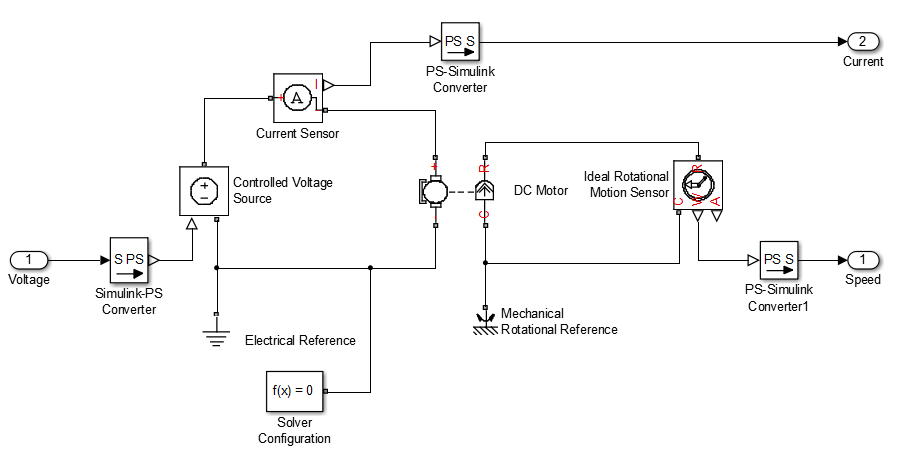 PS S
2
PS-Simulink
Converter
Current
I
+
A
-
Current Sensor
+
-
Controlled Voltage
Source
+
-
R
C
DC Motor
Ideal Rotational
Motion Sensor
R
C
W
A
1
Voltage
S PS
Simulink-PS
Converter
PS S
PS-Simulink
Converter1
1
Speed
Mechanical
Rotational Reference
Electrical Reference
f(x) = 0
Solver
Configuration